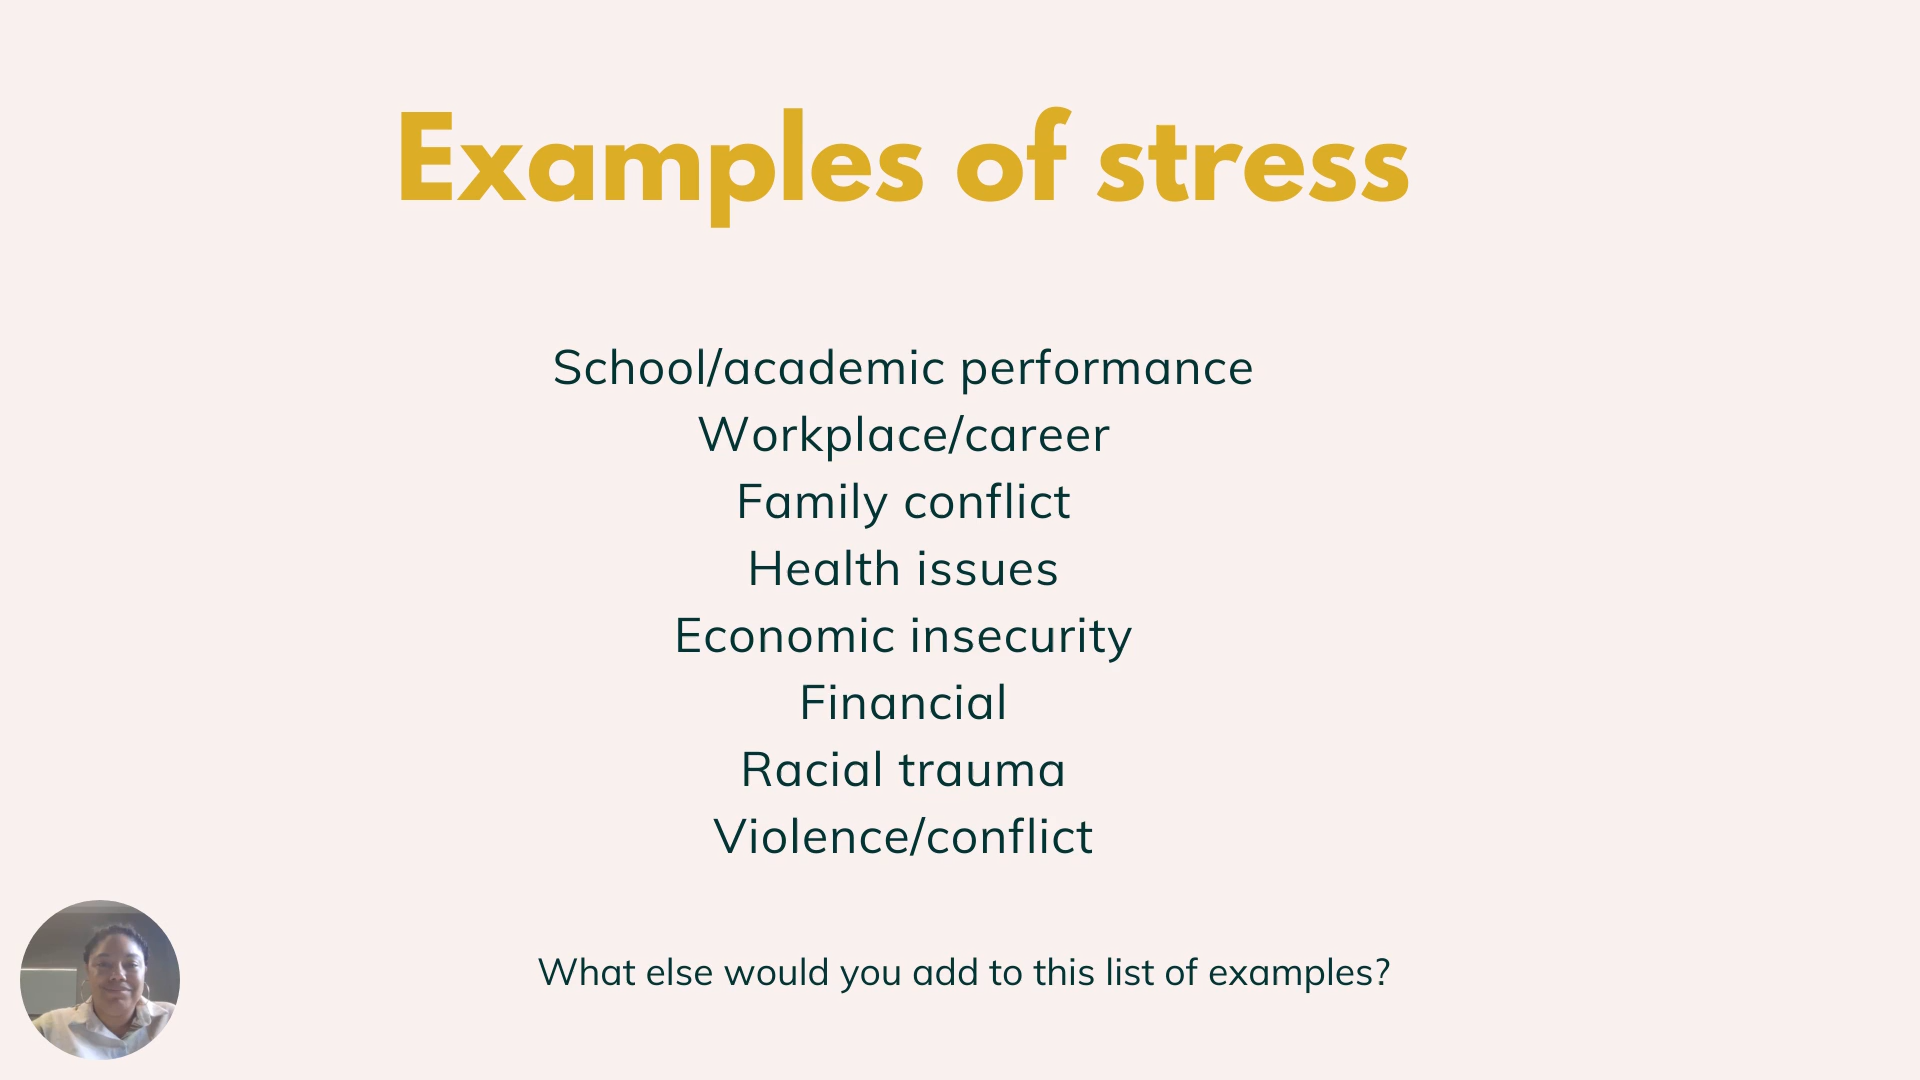 Examples of stress
School/academic performance
Workplace/career
Family conflict
Health issues
Economic insecurity
Financial
Racial trauma
Violence/conflict
What else would you add to this list of examples?